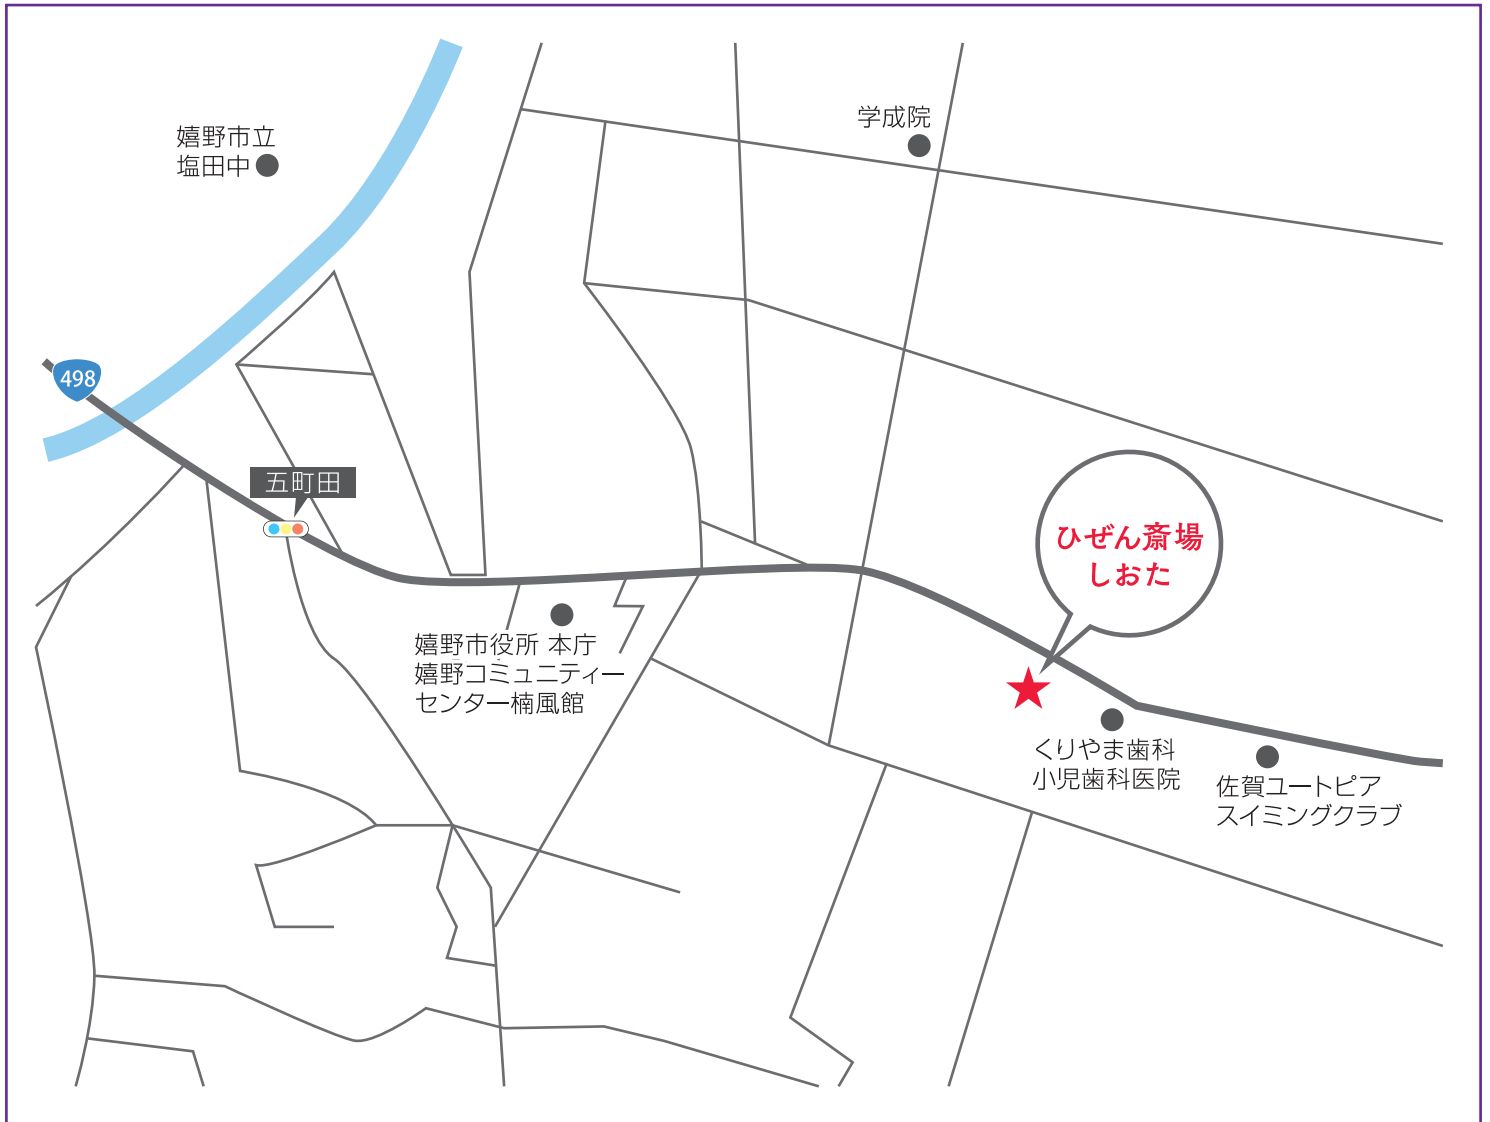 学成院
嬉野市立
塩田中
498
五町田
ひぜん斎場
しおた
嬉野市役所 本庁
嬉野コミュニティー
センター楠風館
くりやま歯科
小児歯科医院
佐賀ユートピア
スイミングクラブ